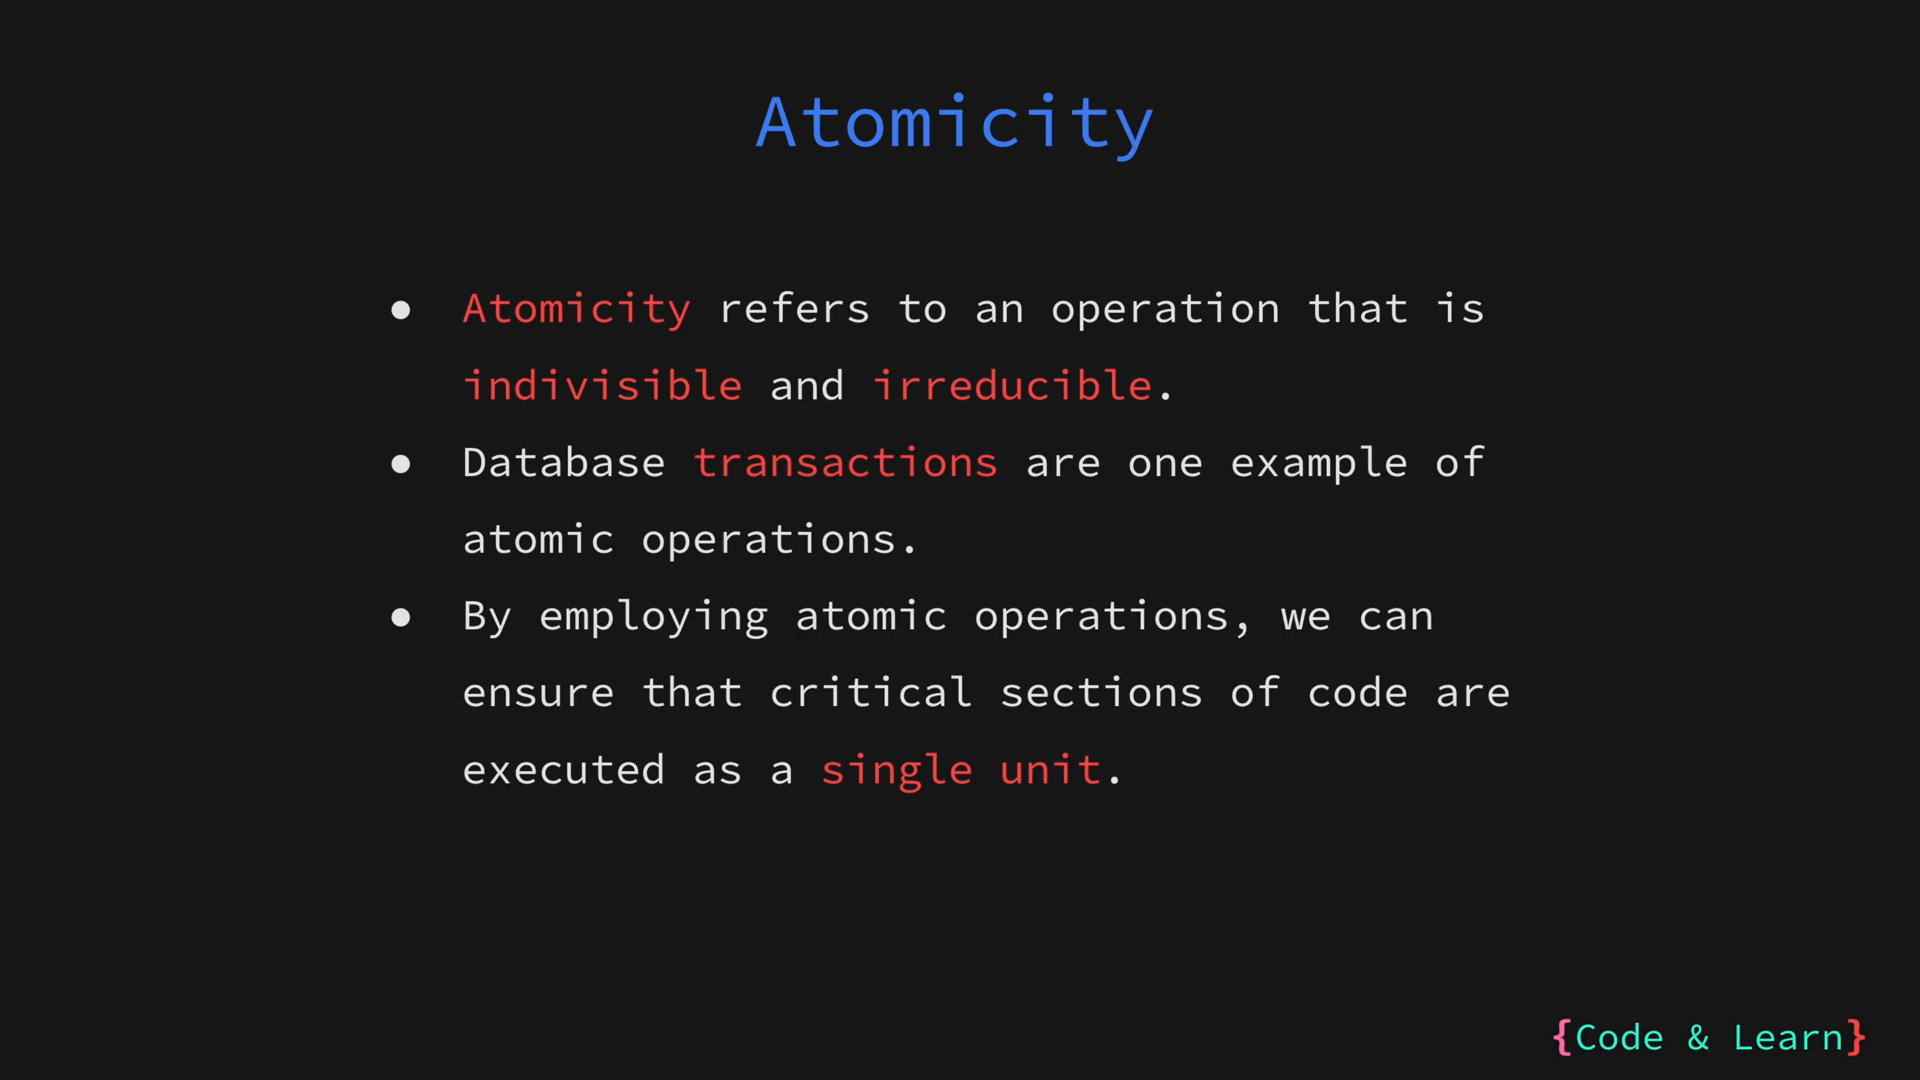 Atomicity
● Atomicity refers to an operation that is
indivisible and irreducible.
● Database transactions are one example of
atomic operations.
● By employing atomic operations, we can
ensure that critical sections of code are
executed as a single unit.
{Code & Learn}